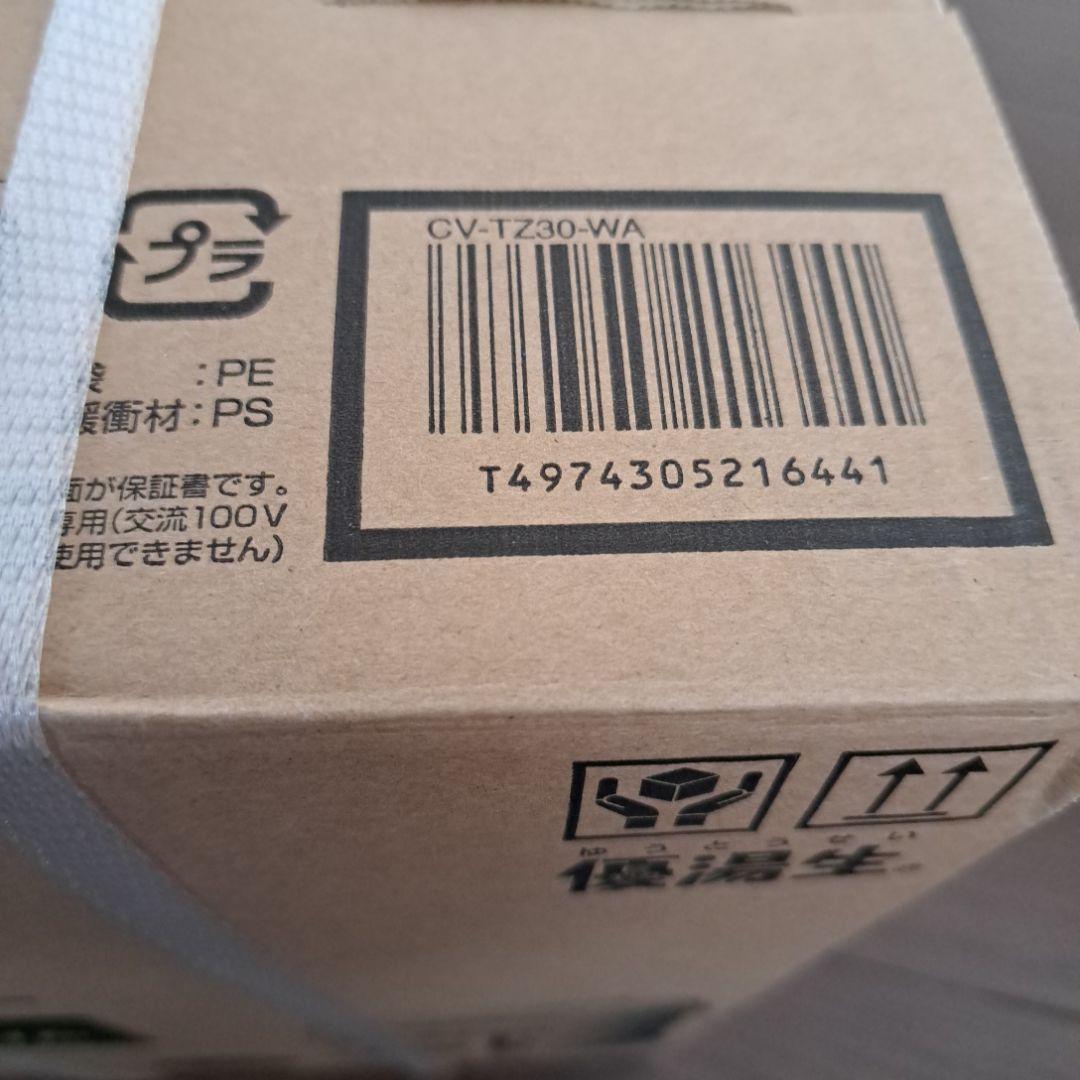 CV-TZ30-WA
プラ
:PE
緩衝材:PS
面が保証書です。
専用(交流100V
使用できません)
T4974305216441
ゆうとうせい
優湯生